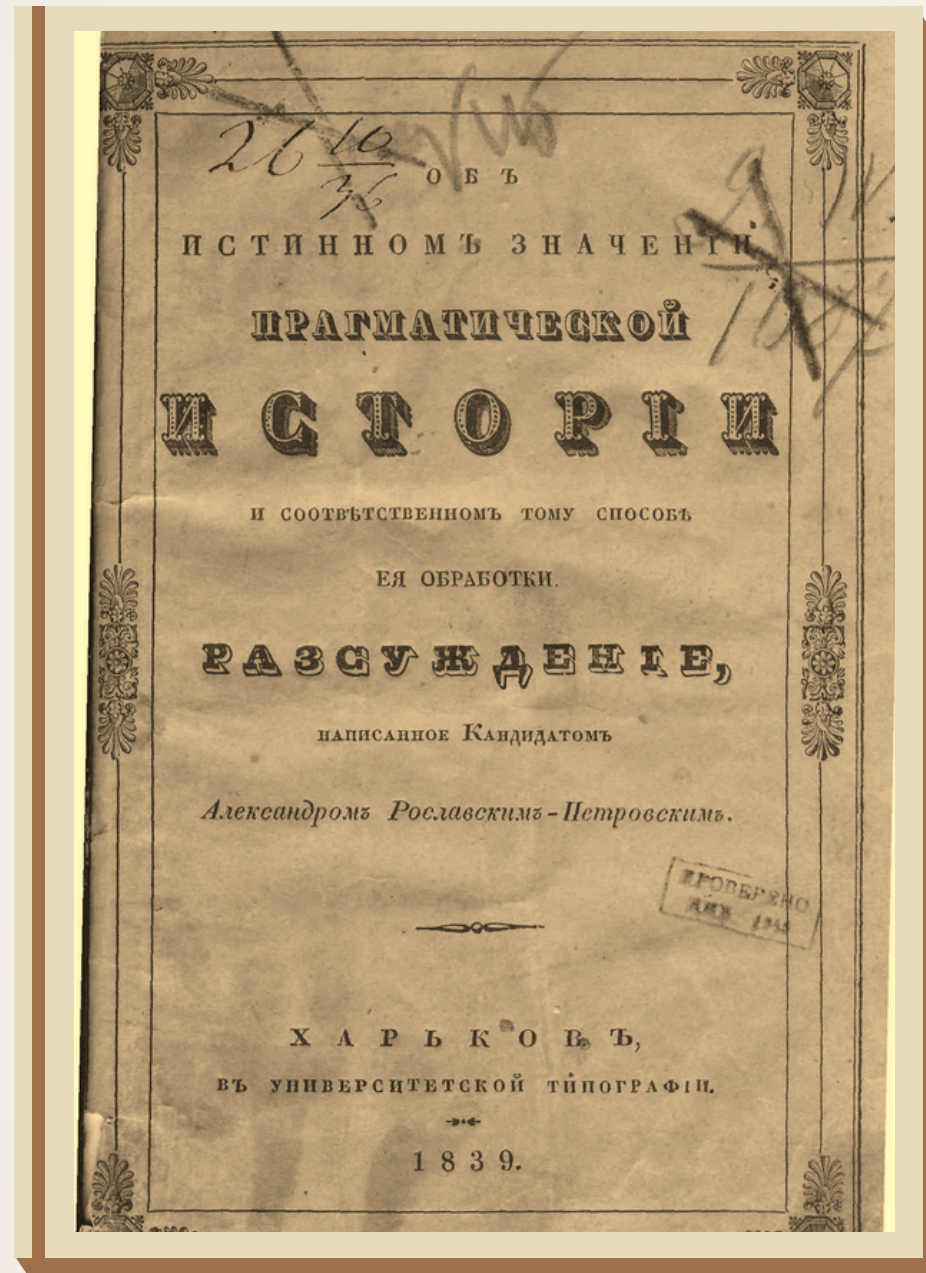 ОБЪ
ИСТИННОМЪ ЗНАЧЕНІИ
ПРАГМАТИЧЕСКОЙ
ИСТОРІИ
И СООТВѢТСТВЕННОМЪ ТОМУ СПОСОБѢ
ЕЯ ОБРАБОТКИ.
РАЗСУЖДЕНІЕ,
НАПИСАННОЕ КАНДИДАТОМЪ
Александромъ Рославскимъ-Петровскимъ.
ПРОВЕРЕНО
ХАРЬКОВЪ,
ВЪ УНИВЕРСИТЕТСКОЙ ТИПОГРАФІИ.
1839.